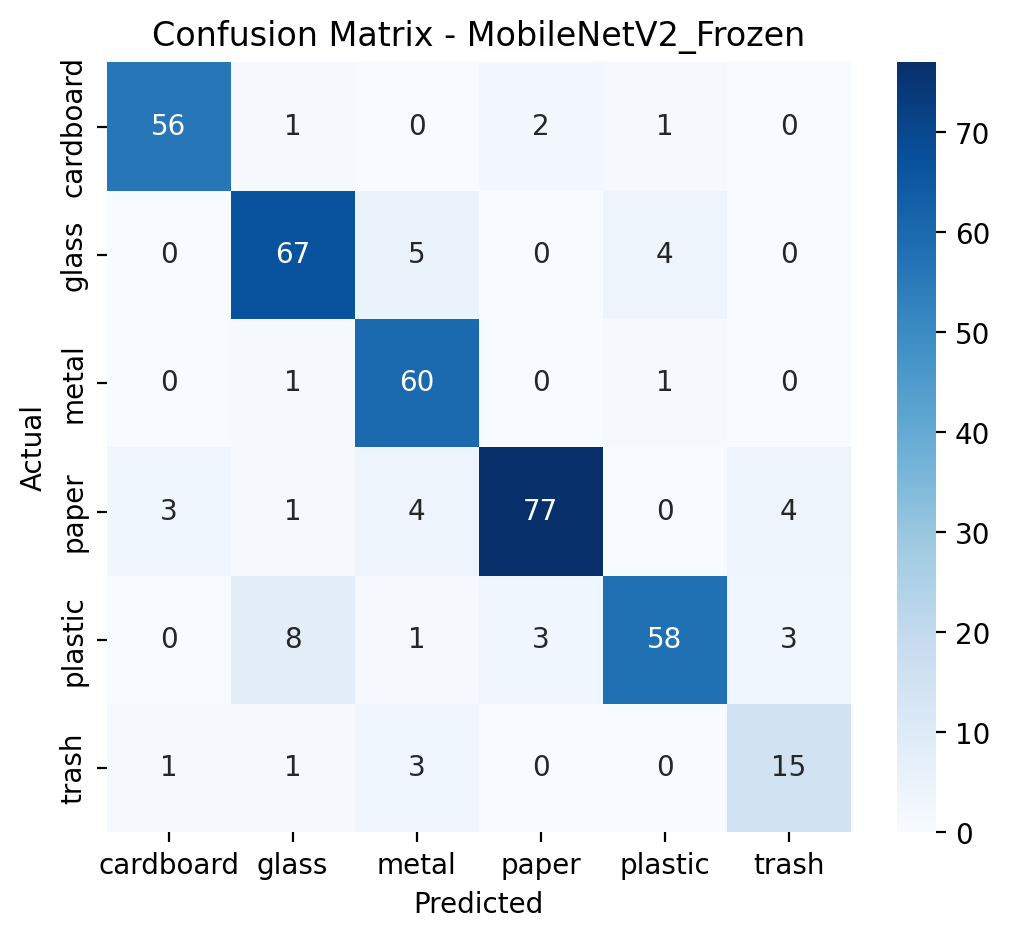 Confusion Matrix - MobileNetV2_Frozen
Actual
cardboard 56 1 0 2 1 0
glass 0 67 5 0 4 0
metal 0 1 60 0 1 0
paper 3 1 4 77 0 4
plastic 0 8 1 3 58 3
trash 1 1 3 0 0 15
cardboard glass metal paper plastic trash
Predicted
70
60
50
40
30
20
10
0